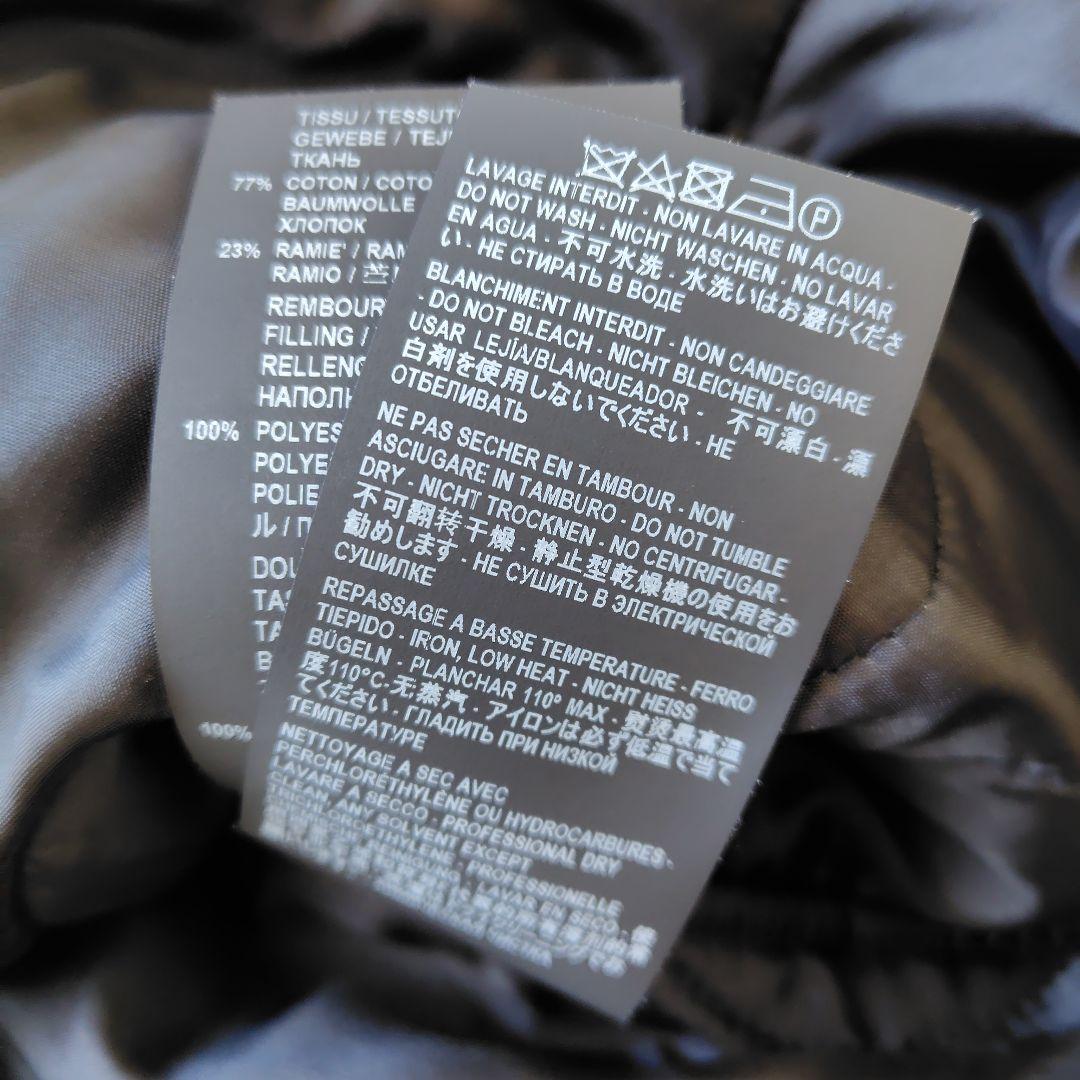 TISSU / TESSUT
GEWEBE / TEJ
ТКАНЬ
77% COTON / COTO
BAUMWOLLE
ХЛОПОК
23% RAMIE' / RAM
RAMIO / 苎
REMBOUR
FILLING /
RELLENO
НАПОЛН
100% POLYES
POLYE
POLIE
ル / П
DOU
TAS
TA
100%
P
LAVAGE INTERDIT - NON LAVARE IN ACQUA -
DO NOT WASH - NICHT WASCHEN - NO LAVAR
EN AGUA - 不可水洗 - 水洗いはお避けくださ
い - НЕ СТИРАТЬ В ВОДЕ
BLANCHIMENT INTERDIT - NON CANDEGGIARE
- DO NOT BLEACH - NICHT BLEICHEN - NO
USAR LEJÍA/BLANQUEADOR - 不可漂白 - 漂
白剤を使用しないでください - НЕ
ОТБЕЛИВАТЬ
NE PAS SECHER EN TAMBOUR - NON
ASCIUGARE IN TAMBURO - DO NOT TUMBLE
DRY - NICHT TROCKNEN - NO CENTRIFUGAR -
不可翻转干燥 - 静止型乾燥機の使用をお
勧めします - НЕ СУШИТЬ В ЭЛЕКТРИЧЕСКОЙ
СУШИЛКЕ
REPASSAGE A BASSE TEMPERATURE - FERRO
TIEPIDO - IRON, LOW HEAT - NICHT HEISS
BÜGELN - PLANCHAR 110° MAX - 熨烫最高温
度110°C-无蒸汽 - アイロンは必ず低温で当て
てください - ГЛАДИТЬ ПРИ НИЗКОЙ
ТЕМПЕРАТУРЕ
NETTOYAGE A SEC AVEC
PERCHLORÉTHYLÈNE OU HYDROCARBURES -
LAVARE A SECCO - PROFESSIONAL DRY
CLEANE ANY SOLVENT EXCEPT
PROFESSIONELLE
LAVAR EN SECO